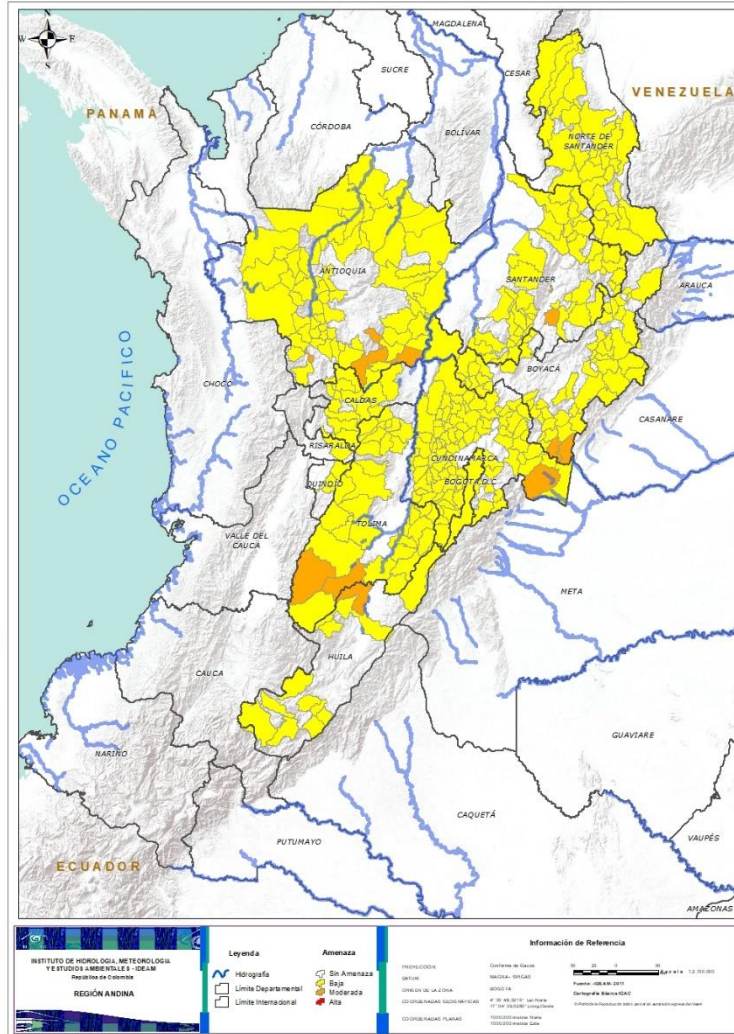 N
W E
S
MAGDALENA
SUCRE
CESAR
VENEZUELA
PANAMÁ
CÓRDOBA
BOLÍVAR
NORTE DE
SANTANDER
ANTIOQUIA
SANTANDER
ARAUCA
OCEANO PACIFICO
CHOCO
BOYACÁ
CALDAS
CASANARE
RISARALDA
CUNDINAMARCA
QUINDIO
BOGOTÁ D.C.
TOLIMA
VALLE DEL
CAUCA
META
HUILA
CAUCA
GUAVIARE
NARIÑO
CAQUETÁ
PUTUMAYO
VAUPÉS
ECUADOR
AMAZONAS
INSTITUTO DE HIDROLOGIA, METEOROLOGIA
Y ESTUDIOS AMBIENTALES - IDEAM
República de Colombia
REGIÓN ANDINA
Leyenda
Hidrografía
Límite Departamental
Límite Internacional
Amenaza
Sin Amenaza
Baja
Moderada
Alta
Información de Referencia
PROYECCIÓN Conforme de Gauss
DATUM MAGNA - SIRGAS
ORIGEN DE LA ZONA BOGOTA
COORDENADAS GEOGRÁFICAS
COORDENADAS PLANAS
Fuente: IDEAM- 2011
Cartografía Básica IGAC